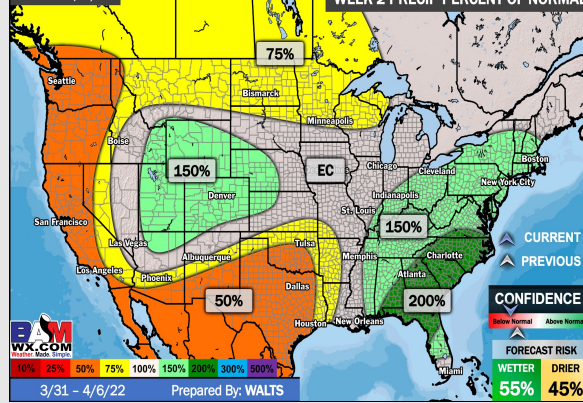 WEEK 2 PRECIP PERCENT OF NORMAL
75%
Seattle
Bismarck
Minneapolis
Boise
150%
EC
Chicago
Cleveland
Boston
New York City
Denver
Indianapolis
St. Louis
San Francisco
150%
Las Vegas
Tulsa
Charlotte
CURRENT
Albuquerque
Memphis
PREVIOUS
Los Angeles
Phoenix
Atlanta
50%
Dallas
200%
CONFIDENCE
Houston
New Orleans
Below Normal Above Norma
BAM
WX.COM
Weather. Made. Simple.
FORECAST RISK
10% 25% 50% 75% 100% 150% 200% 300% 500%
Miami
WETTER DRIER
3/31 – 4/6/22 Prepared By: WALTS
55% 45%